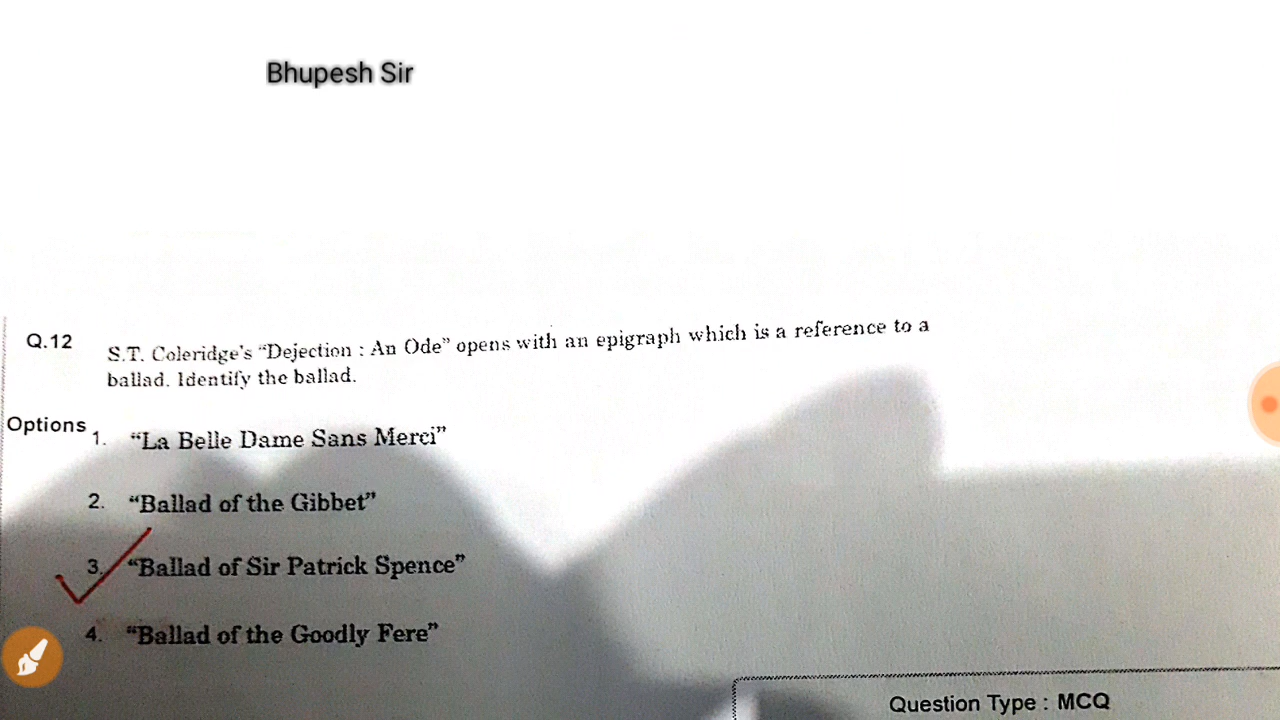 Bhupesh Sir
Q.12
S.T. Coleridge's “Dejection : An Ode” opens with an epigraph which is a reference to a
ballad. Identify the ballad.
Options
1. “La Belle Dame Sans Merci”
2. “Ballad of the Gibbet”
3. “Ballad of Sir Patrick Spence”
4. “Ballad of the Goodly Fere”
Question Type : MCQ